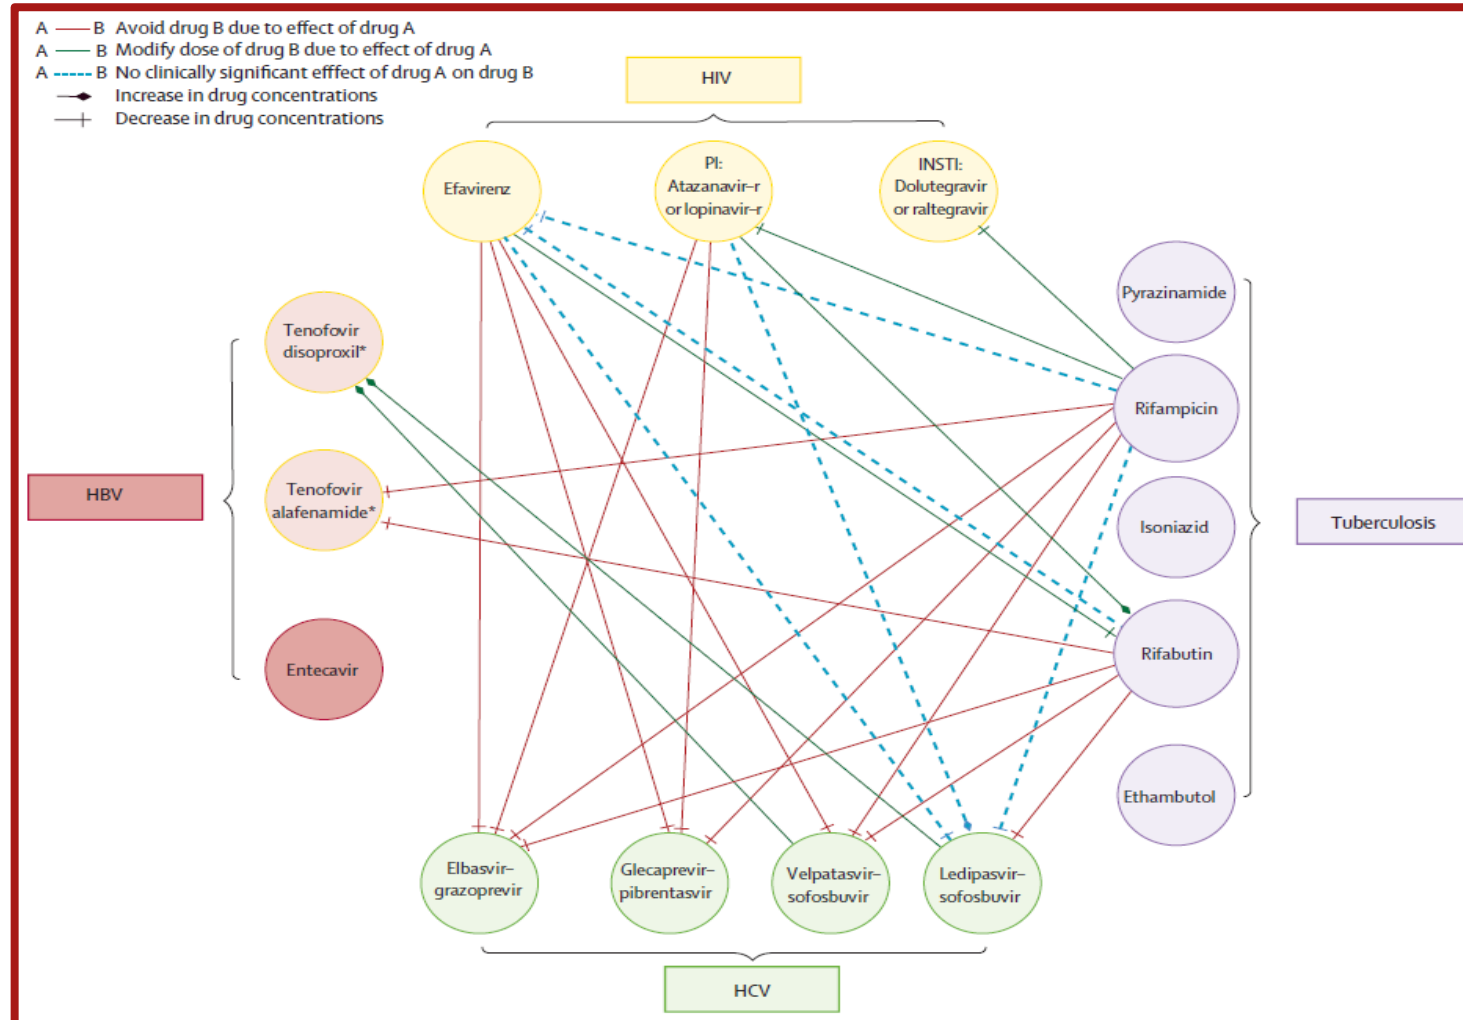 A B Avoid drug B due to effect of drug A
A B Modify dose of drug B due to effect of drug A
A B No clinically significant efffect of drug A on drug B
Increase in drug concentrations
Decrease in drug concentrations
HIV
Efavirenz
PI:
Atazanavir–r
or lopinavir–r
INSTI:
Dolutegravir
or raltegravir
Pyrazinamide
Rifampicin
Isoniazid
Rifabutin
Ethambutol
Tuberculosis
Tenofovir
disoproxil*
Tenofovir
alafenamide*
Entecavir
HBV
Elbasvir–
grazoprevir
Glecaprevir–
pibrentasvir
Velpatasvir–
sofosbuvir
Ledipasvir–
sofosbuvir
HCV